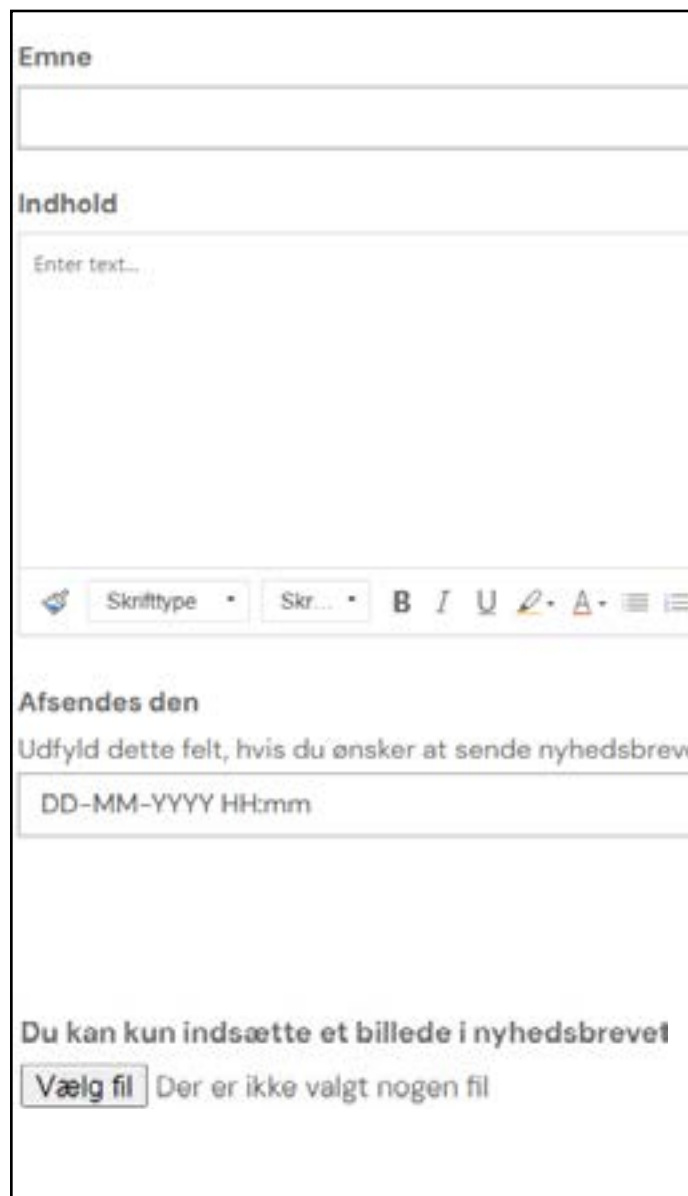 Emne
Indhold
Enter text...
Skrifttype Skr... B I U A
Afsendes den
Udfyld dette felt, hvis du ønsker at sende nyhedsbreve
DD-MM-YYYY HH:mm
Du kan kun indsætte et billede i nyhedsbrevet
Vælg fil Der er ikke valgt nogen fil